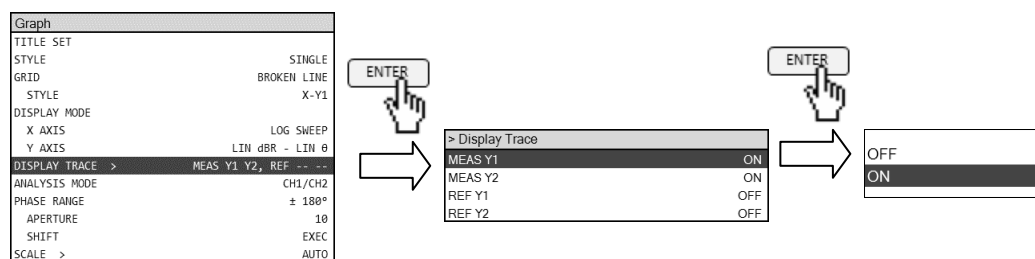 Graph
TITLE SET
STYLE SINGLE
GRID BROKEN LINE
STYLE X-Y1
DISPLAY MODE
X AXIS LOG SWEEP
Y AXIS LIN dBR - LIN θ
DISPLAY TRACE > MEAS Y1 Y2, REF -- --
ANALYSIS MODE CH1/CH2
PHASE RANGE ± 180°
APERTURE 10
SHIFT EXEC
SCALE > AUTO
ENTER
> Display Trace
MEAS Y1 ON
MEAS Y2 ON
REF Y1 OFF
REF Y2 OFF
ENTER
OFF
ON